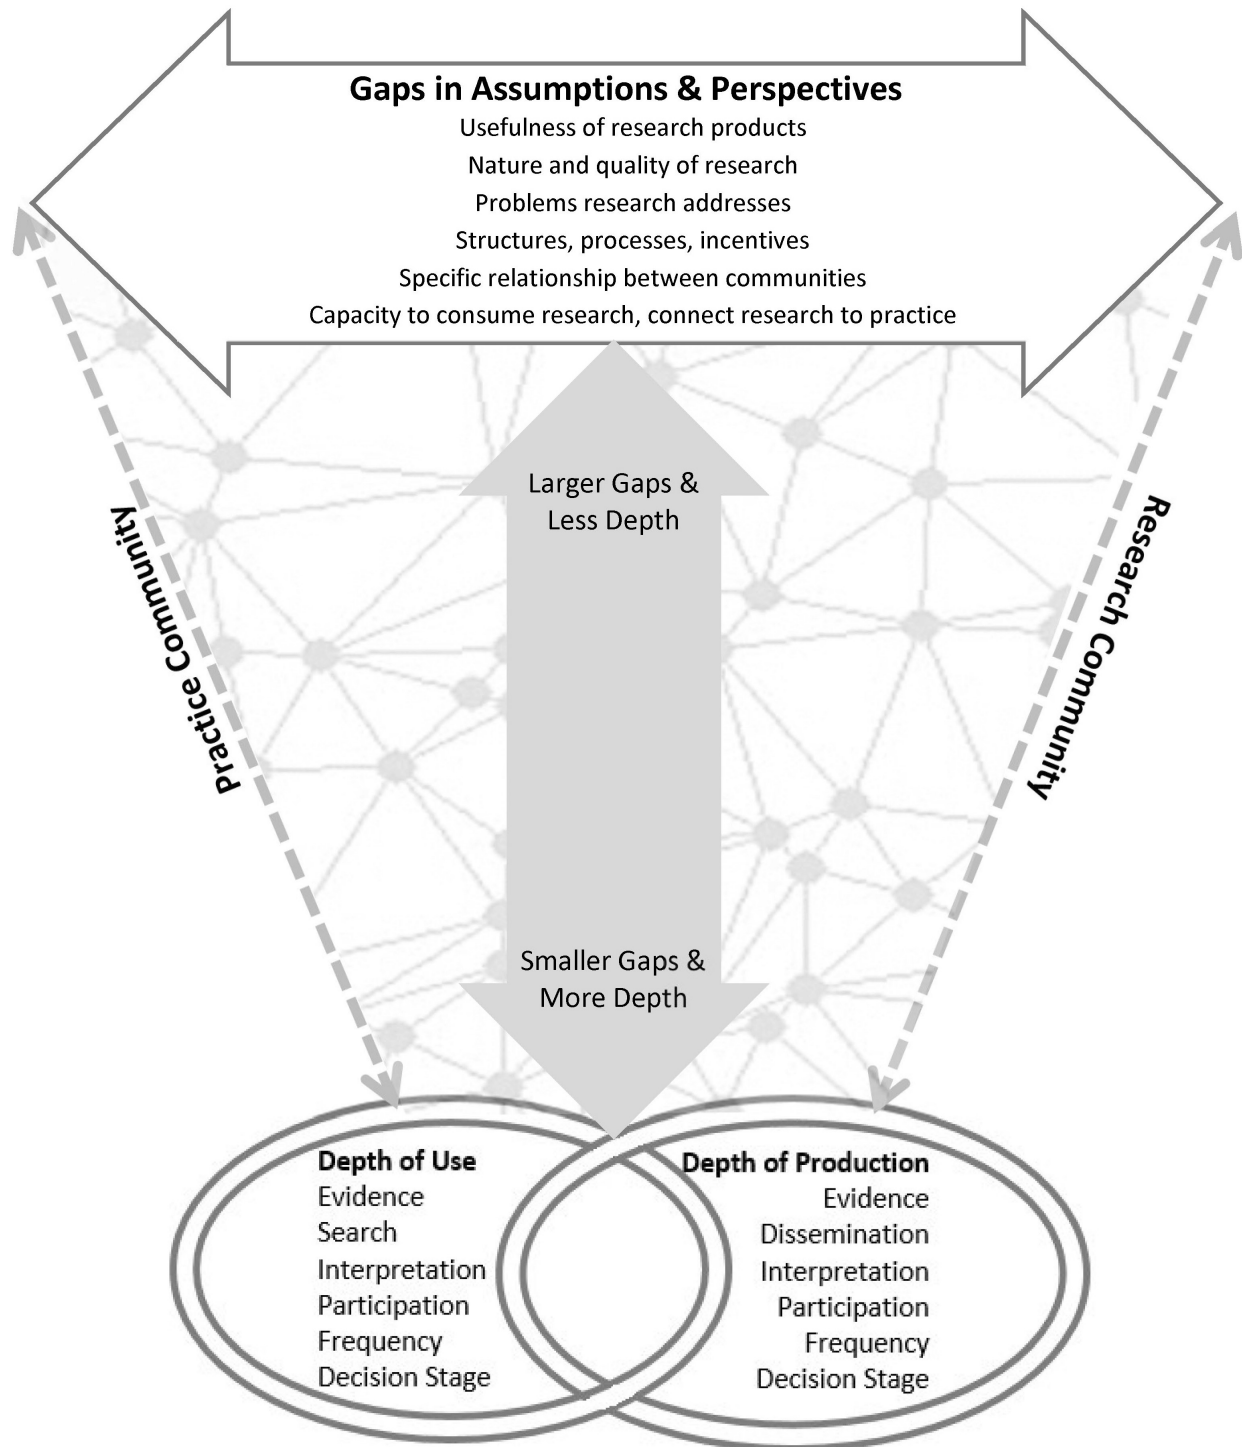 Gaps in Assumptions & Perspectives
Usefulness of research products
Nature and quality of research
Problems research addresses
Structures, processes, incentives
Specific relationship between communities
Capacity to consume research, connect research to practice
Larger Gaps &
Less Depth
Practice Community
Research Community
Smaller Gaps &
More Depth
Depth of Use
Evidence
Search
Interpretation
Participation
Frequency
Decision Stage
Depth of Production
Evidence
Dissemination
Interpretation
Participation
Frequency
Decision Stage